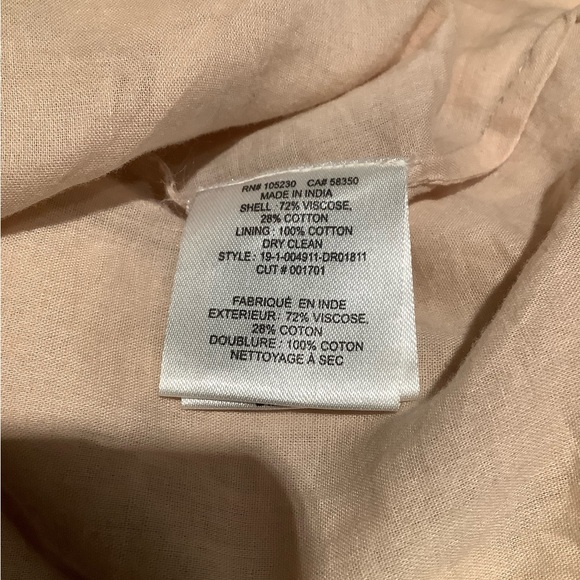 RN# 105230 CA# 58350
MADE IN INDIA
SHELL : 72% VISCOSE,
28% COTTON
LINING : 100% COTTON
DRY CLEAN
STYLE : 19-1-004911-DR01811
CUT # 001701
FABRIQUÉ EN INDE
EXTERIEUR : 72% VISCOSE,
28% COTON
DOUBLURE : 100% COTON
NETTOYAGE À SEC